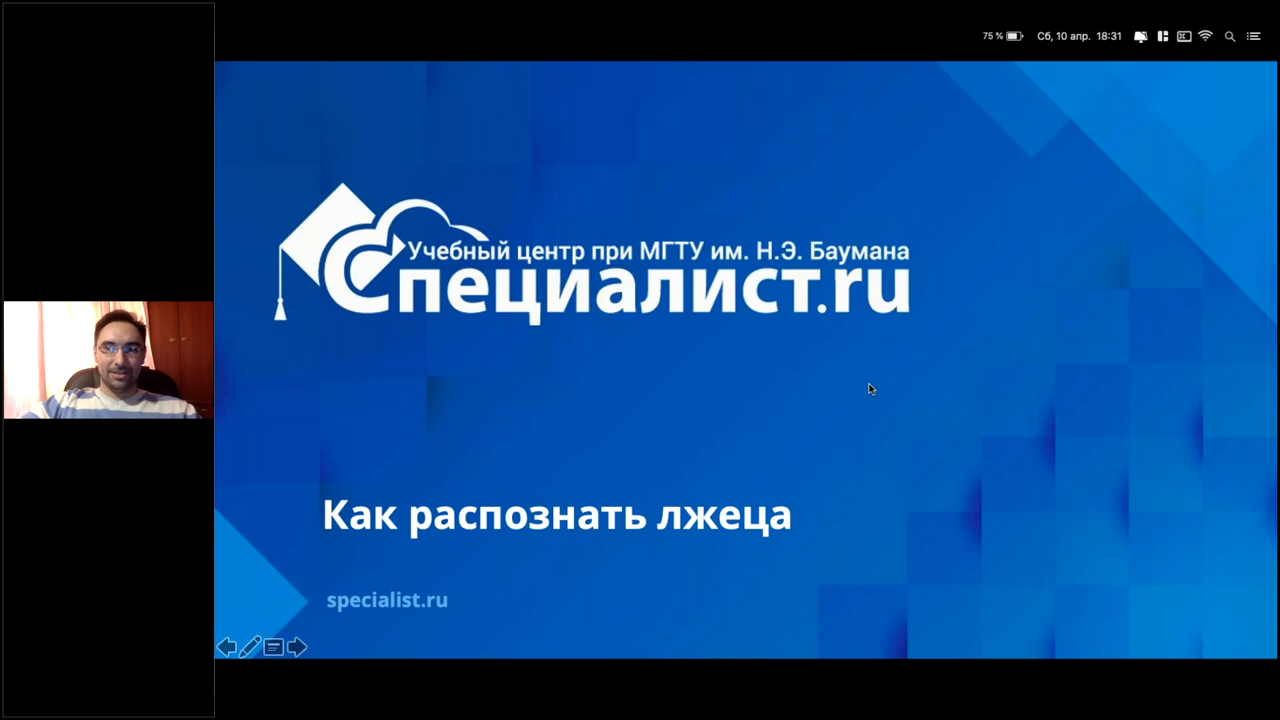 75 % Сб, 10 апр. 18:31
Учебный центр при МГТУ им. Н.Э. Баумана
Специалист.ru
Как распознать лжеца
specialist.ru